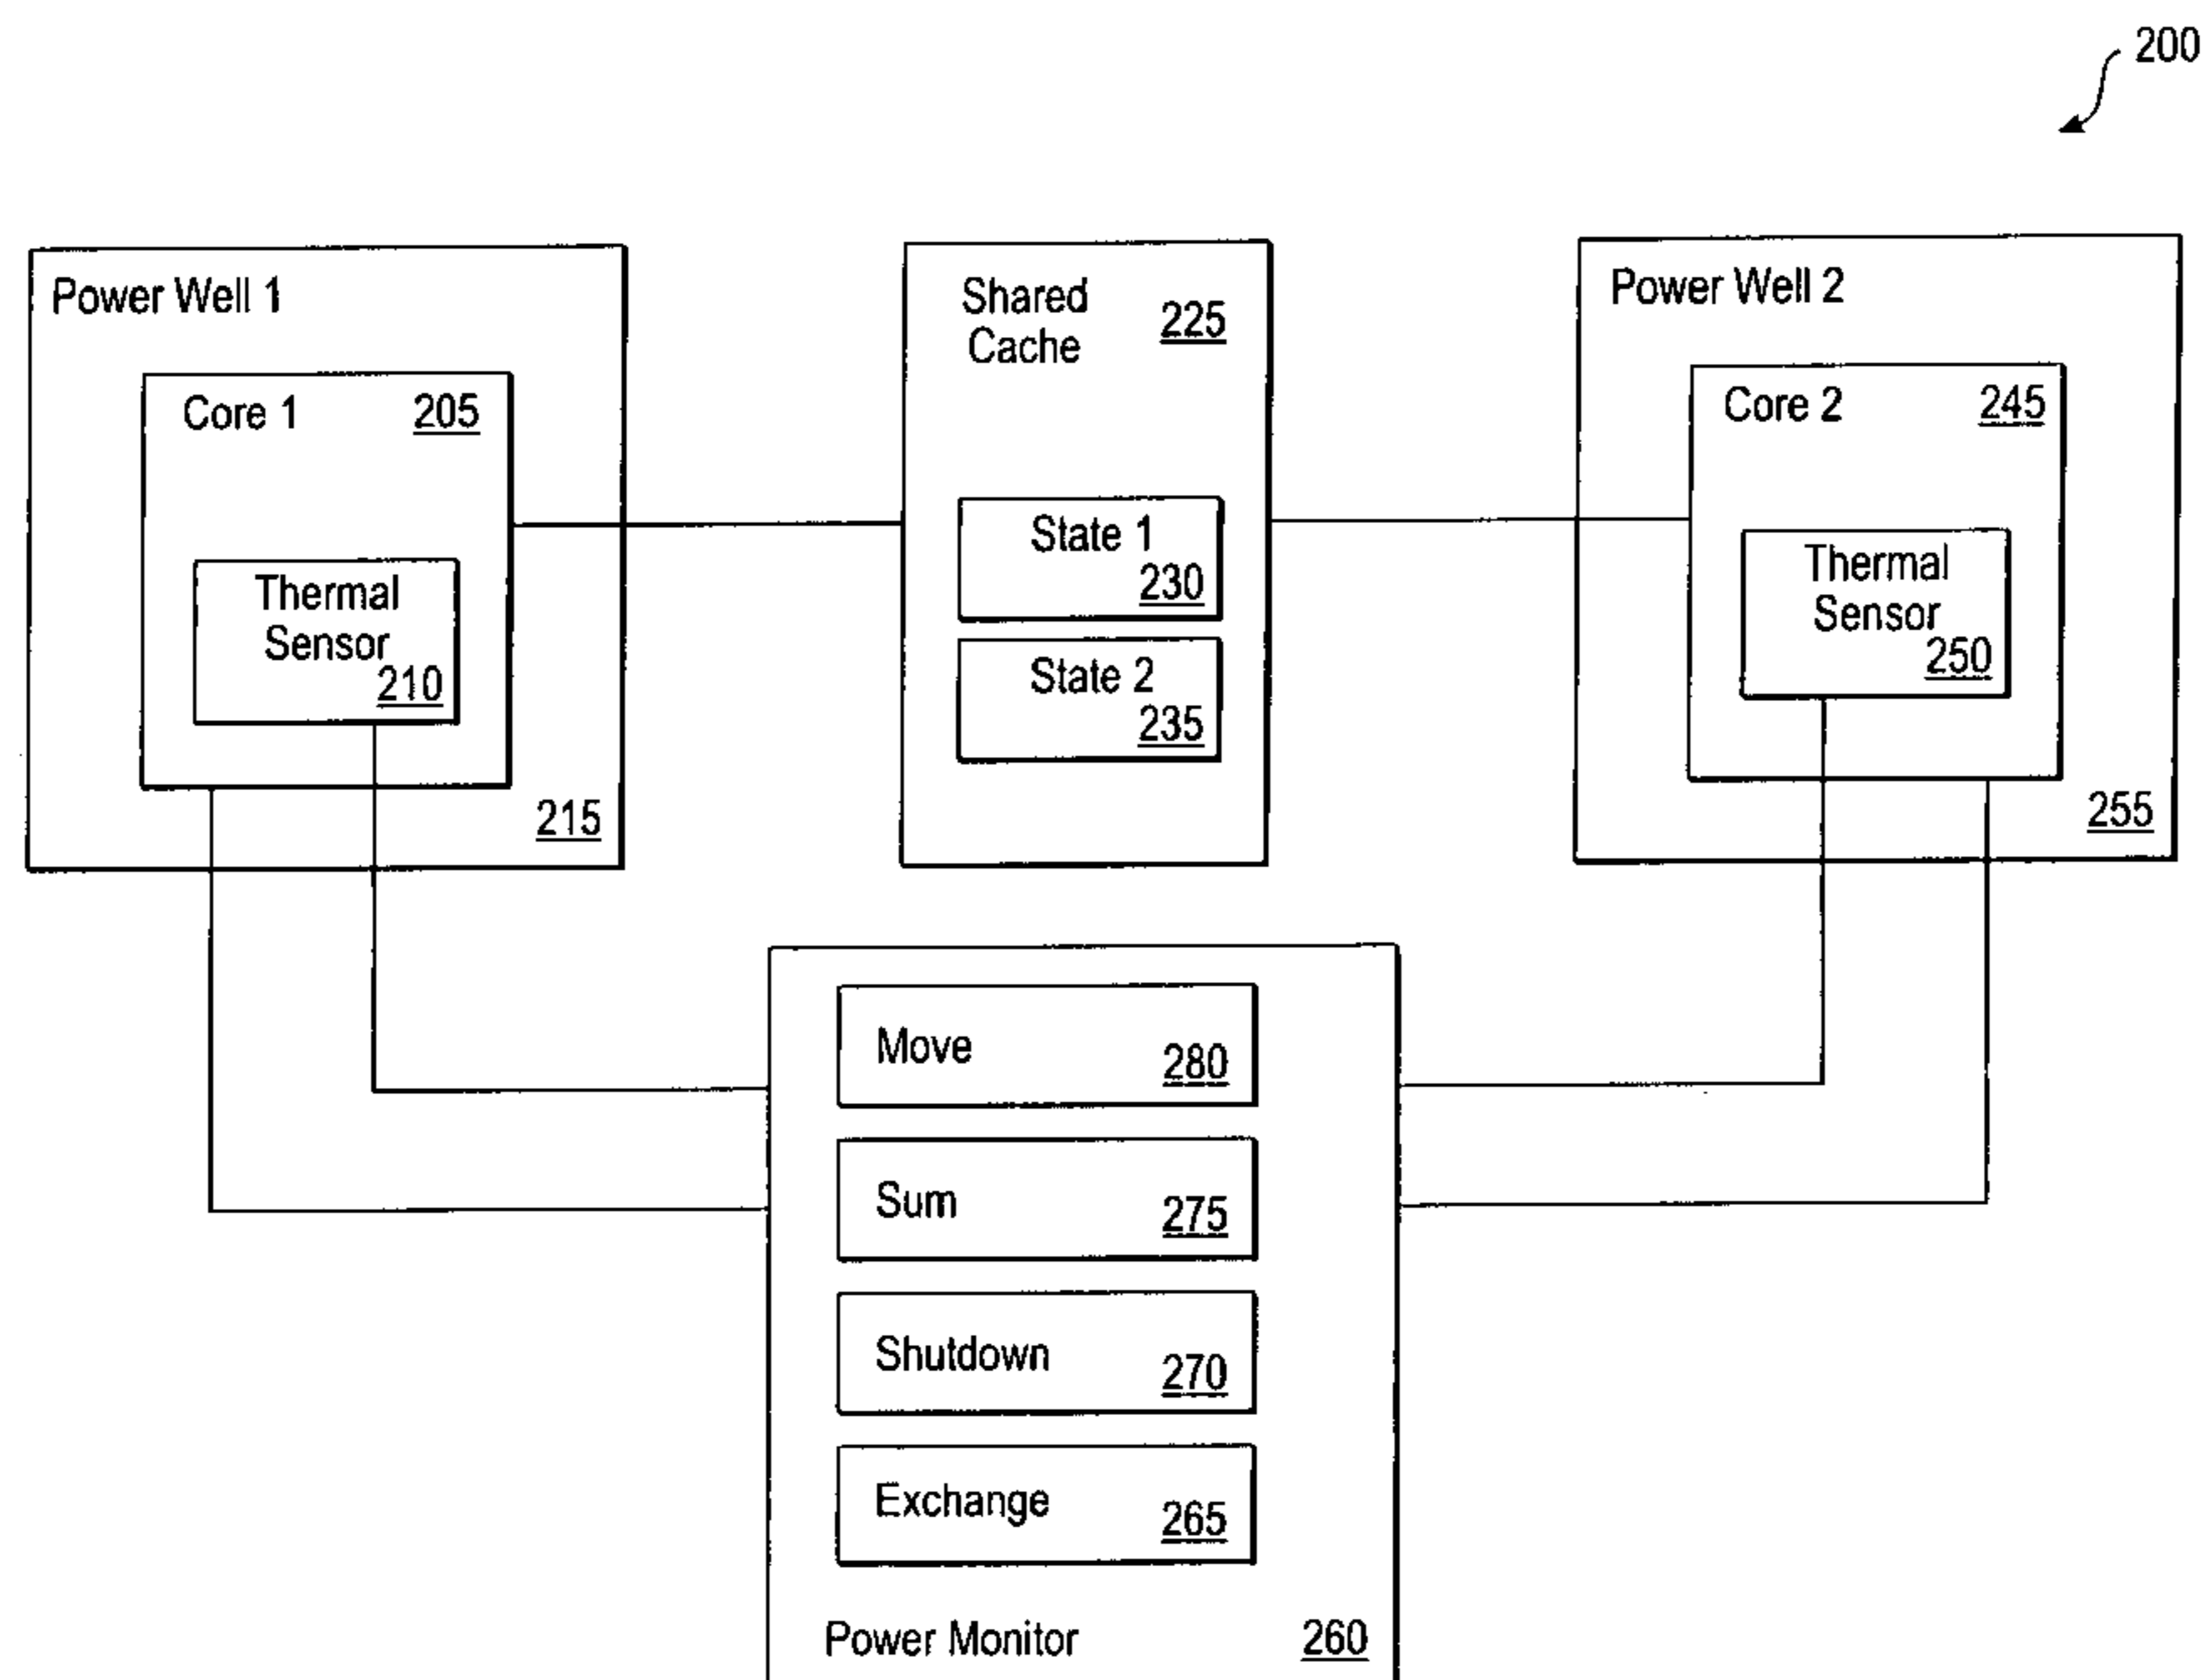 200
Power Well 1
Core 1 205
Thermal
Sensor
210
215
Shared
Cache
225
State 1
230
State 2
235
Power Well 2
Core 2 245
Thermal
Sensor
250
255
Move 280
Sum 275
Shutdown 270
Exchange 265
Power Monitor 260